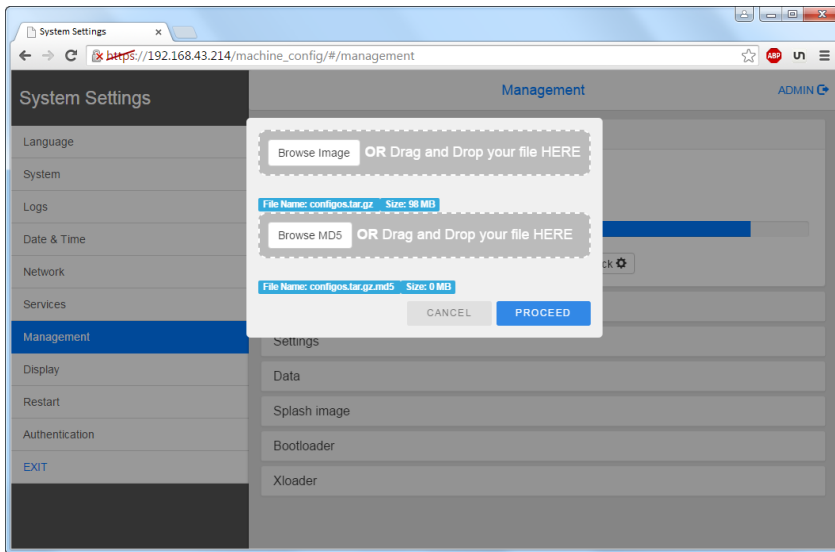 System Settings
https://192.168.43.214/machine_config/#/management
ABP
System Settings
Management
ADMIN
Language
System
Logs
Date & Time
Network
Services
Management
Display
Restart
Authentication
EXIT
Browse Image OR Drag and Drop your file HERE
File Name: configos.tar.gz Size: 98 MB
Browse MD5 OR Drag and Drop your file HERE
File Name: configos.tar.gz.md5 Size: 0 MB
CANCEL PROCEED
ck
Settings
Data
Splash image
Bootloader
Xloader